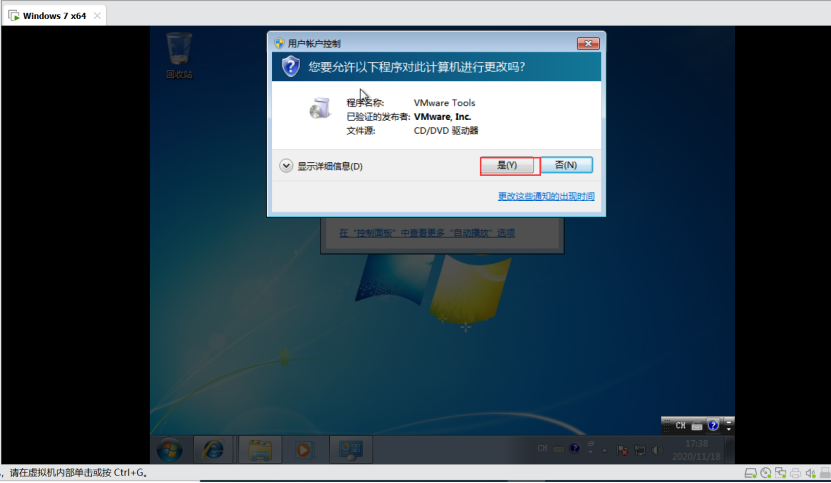 Windows 7 x64
回收站
用户帐户控制
您要允许以下程序对此计算机进行更改吗?
程序名称: VMware Tools
已验证的发布者: VMware, Inc.
文件源: CD/DVD 驱动器
显示详细信息(D)
是(Y)
否(N)
更改这些通知的出现时间
在“控制面板”中查看更多“自动播放”选项
CH
CH
17:38
2020/11/18
, 请在虚拟机内部单击或按 Ctrl+G。